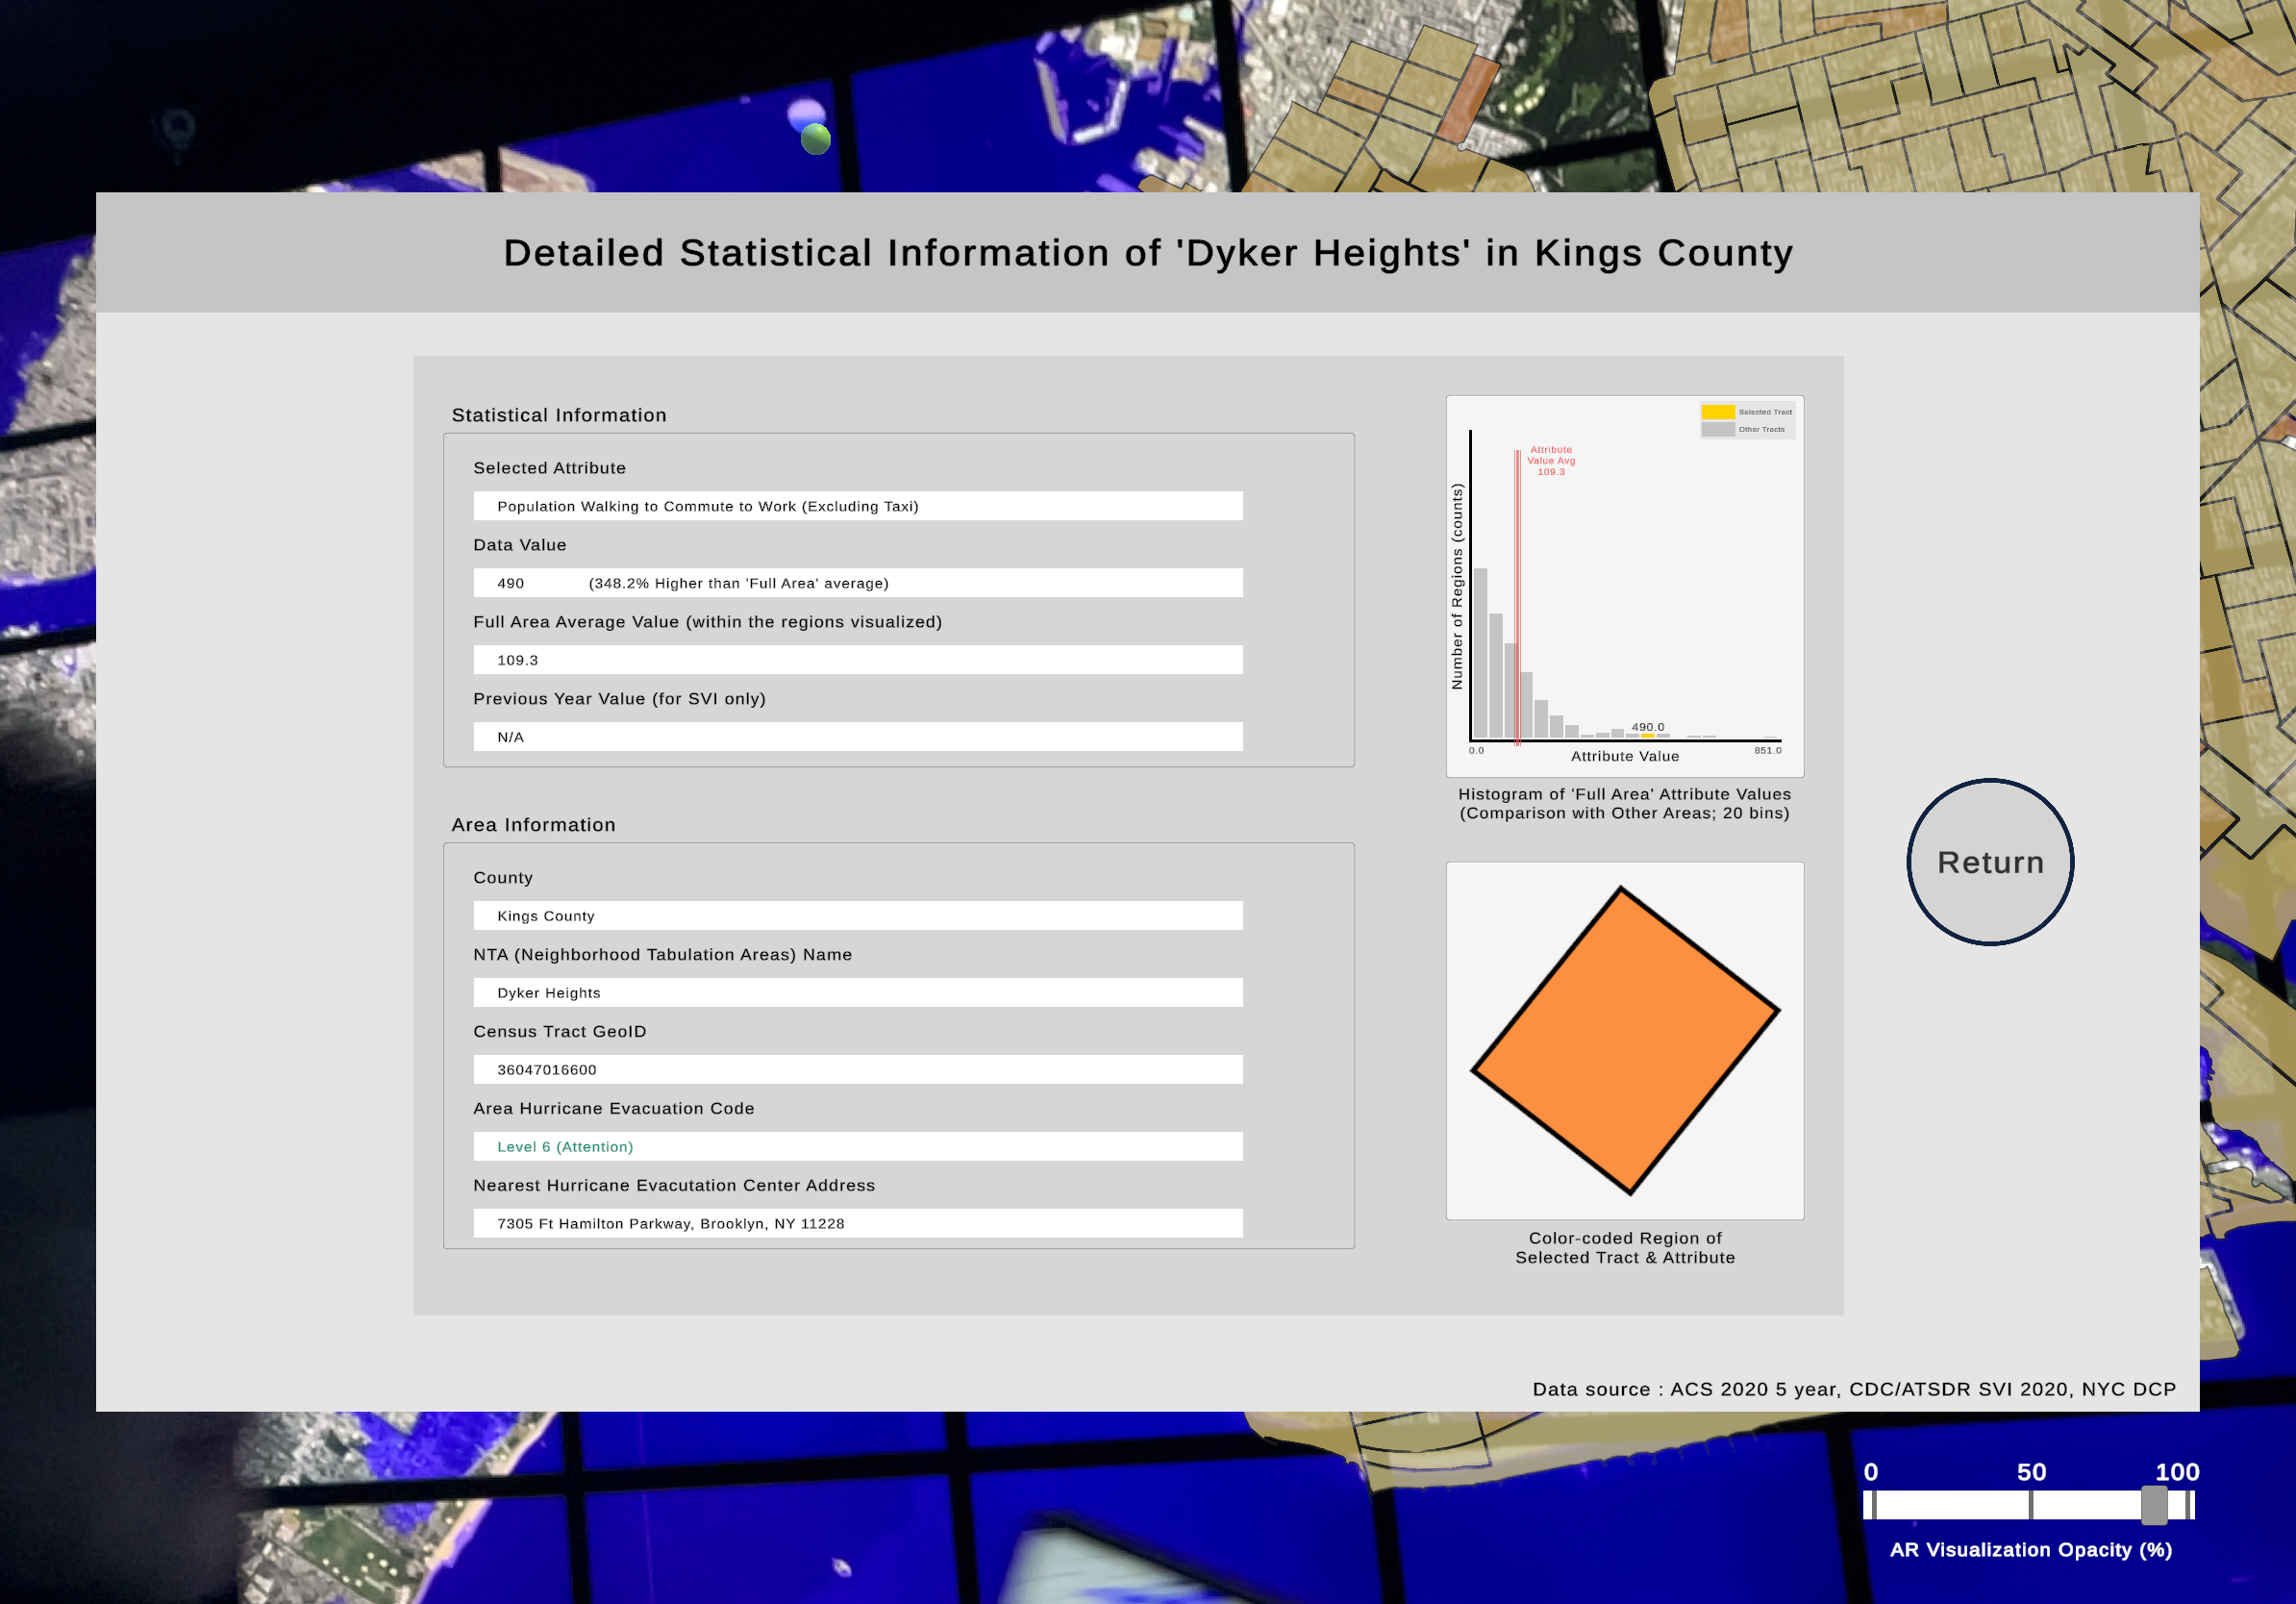 Detailed Statistical Information of 'Dyker Heights' in Kings County
Statistical Information
Selected Attribute
Population Walking to Commute to Work (Excluding Taxi)
Data Value
490 (348.2% Higher than 'Full Area' average)
Full Area Average Value (within the regions visualized)
109.3
Previous Year Value (for SVI only)
N/A
Area Information
County
Kings County
NTA (Neighborhood Tabulation Areas) Name
Dyker Heights
Census Tract GeoID
36047016600
Area Hurricane Evacuation Code
Level 6 (Attention)
Nearest Hurricane Evacutation Center Address
7305 Ft Hamilton Parkway, Brooklyn, NY 11228
Selected Tract
Other Tracts
Attribute
Value Avg
109.3
Number of Regions (counts)
490.0
0.0
851.0
Attribute Value
Histogram of 'Full Area' Attribute Values
(Comparison with Other Areas; 20 bins)
Color-coded Region of
Selected Tract & Attribute
Return
Data source : ACS 2020 5 year, CDC/ATSDR SVI 2020, NYC DCP
0 50 100
AR Visualization Opacity (%)